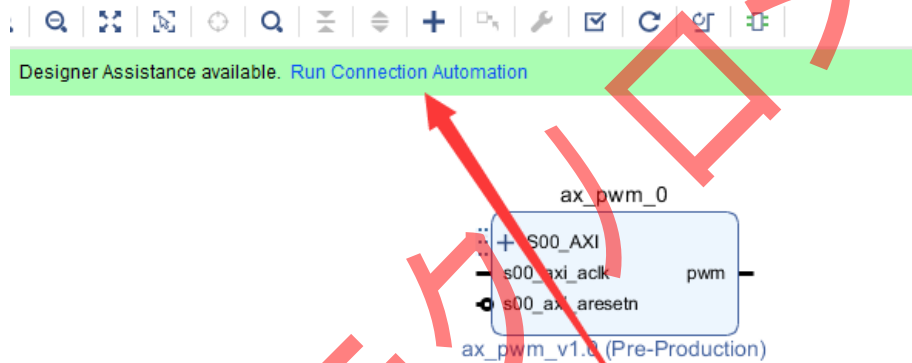 Designer Assistance available. Run Connection Automation
ax_pwm_0
S00_AXI
s00_axi_aclk
pwm
s00_axi_aresetn
ax_pwm_v1.0 (Pre-Production)